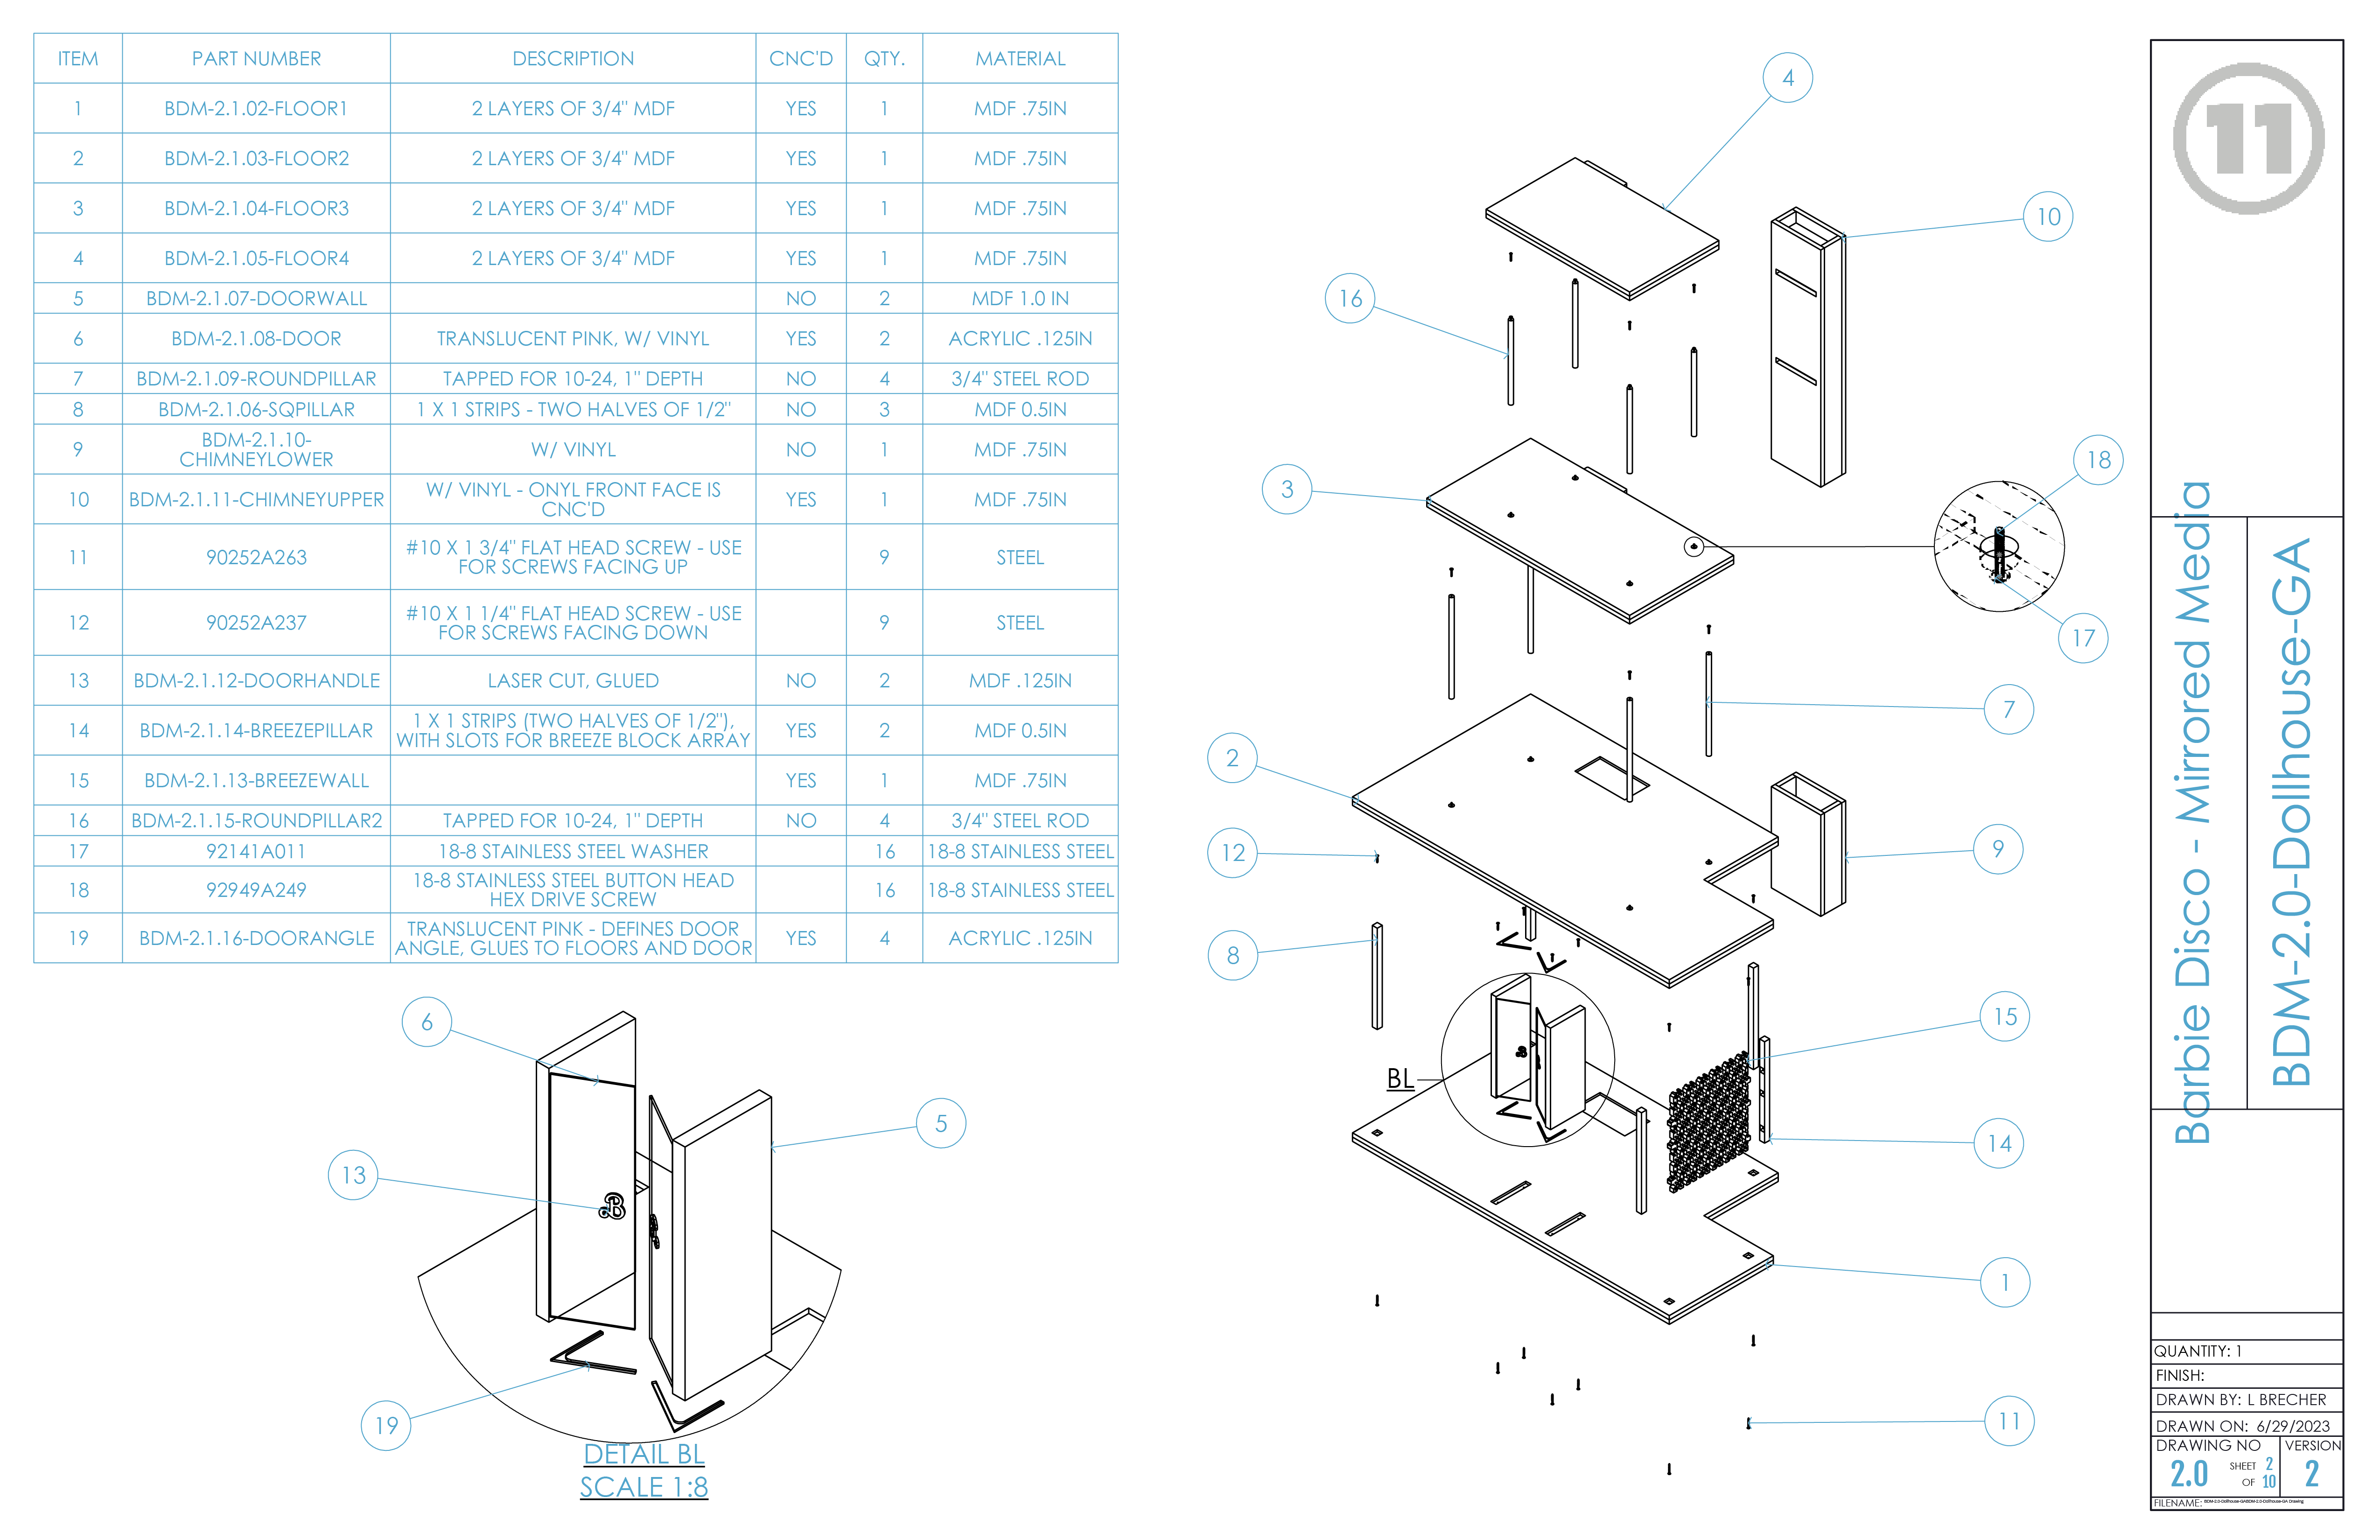 ITEM PART NUMBER DESCRIPTION CNC'D QTY. MATERIAL
1 BDM-2.1.02-FLOOR1 2 LAYERS OF 3/4" MDF YES 1 MDF .75IN
2 BDM-2.1.03-FLOOR2 2 LAYERS OF 3/4" MDF YES 1 MDF .75IN
3 BDM-2.1.04-FLOOR3 2 LAYERS OF 3/4" MDF YES 1 MDF .75IN
4 BDM-2.1.05-FLOOR4 2 LAYERS OF 3/4" MDF YES 1 MDF .75IN
5 BDM-2.1.07-DOORWALL NO 2 MDF 1.0 IN
6 BDM-2.1.08-DOOR TRANSLUCENT PINK, W/ VINYL YES 2 ACRYLIC .125IN
7 BDM-2.1.09-ROUNDPILLAR TAPPED FOR 10-24, 1" DEPTH NO 4 3/4" STEEL ROD
8 BDM-2.1.06-SQPILLAR 1 X 1 STRIPS - TWO HALVES OF 1/2" NO 3 MDF 0.5IN
9 BDM-2.1.10-
CHIMNEYLOWER W/ VINYL NO 1 MDF .75IN
10 BDM-2.1.11-CHIMNEYUPPER W/ VINYL - ONYL FRONT FACE IS
CNC'D YES 1 MDF .75IN
11 90252A263 #10 X 1 3/4" FLAT HEAD SCREW - USE
FOR SCREWS FACING UP 9 STEEL
12 90252A237 #10 X 1 1/4" FLAT HEAD SCREW - USE
FOR SCREWS FACING DOWN 9 STEEL
13 BDM-2.1.12-DOORHANDLE LASER CUT, GLUED NO 2 MDF .125IN
14 BDM-2.1.14-BREEZEPILLAR 1 X 1 STRIPS (TWO HALVES OF 1/2"),
WITH SLOTS FOR BREEZE BLOCK ARRAY YES 2 MDF 0.5IN
15 BDM-2.1.13-BREEZEWALL YES 1 MDF .75IN
16 BDM-2.1.15-ROUNDPILLAR2 TAPPED FOR 10-24, 1" DEPTH NO 4 3/4" STEEL ROD
17 92141A011 18-8 STAINLESS STEEL WASHER 16 18-8 STAINLESS STEEL
18 92949A249 18-8 STAINLESS STEEL BUTTON HEAD
HEX DRIVE SCREW 16 18-8 STAINLESS STEEL
19 BDM-2.1.16-DOORANGLE TRANSLUCENT PINK - DEFINES DOOR
ANGLE, GLUES TO FLOORS AND DOOR YES 4 ACRYLIC .125IN
6
5
13
B
19
DETAIL BL
SCALE 1:8
4
10
16
18
3
17
7
2
12
9
8
15
BL
B
14
1
11
11
Barbie Disco - Mirrored Media
BDM-2.0-Dollhouse-GA
QUANTITY: 1
FINISH:
DRAWN BY: L BRECHER
DRAWN ON: 6/29/2023
DRAWING NO VERSION
2.0 SHEET 2 OF 10 2
FILENAME: BDM-2.0-Dollhouse-GABDM-2.0-Dollhouse-GA Drawing